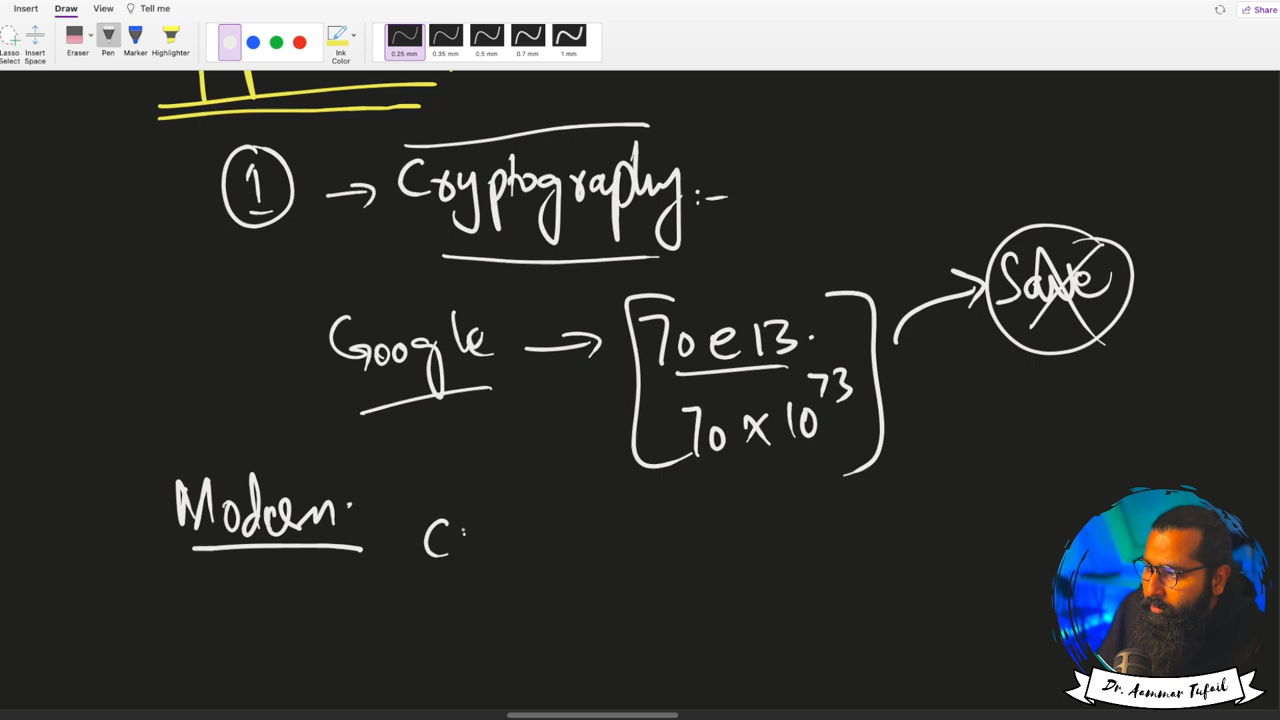 Insert Draw View Tell me Share
Lasso Select
Insert Space
Eraser
Pen
Marker
Highlighter
Ink Color
0.25 mm
0.35 mm
0.5 mm
0.7 mm
1 mm
1 → Cryptography:-
Google → [70e13.
70 x 10^73]
Save
Modern. C
Dr. Aammar Tufail